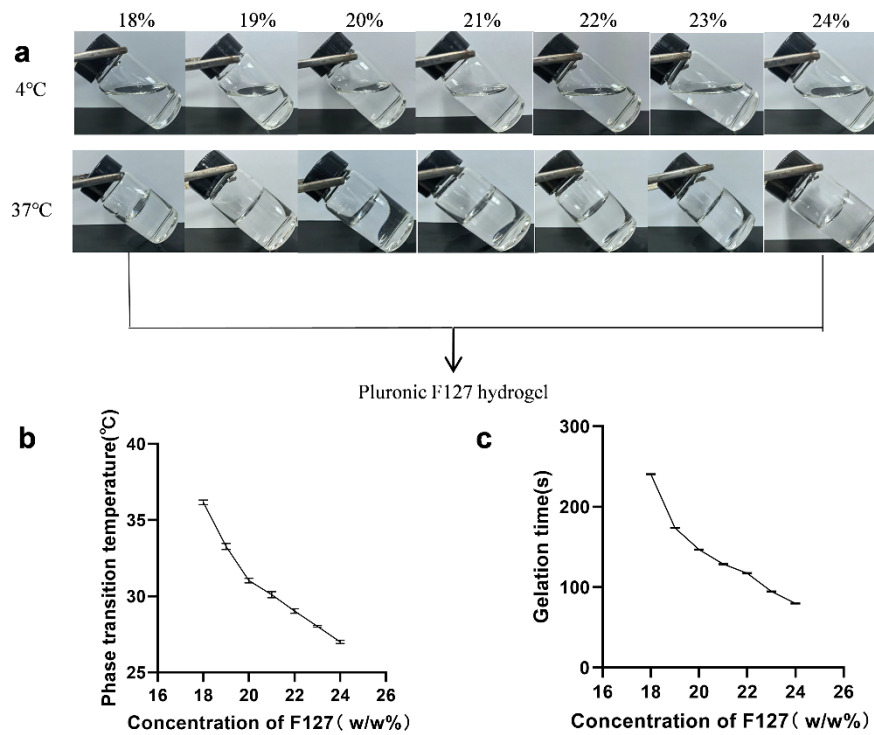 18% 19% 20% 21% 22% 23% 24%
a
4℃
37℃
Pluronic F127 hydrogel
b
Phase transition temperature(℃)
40
35
30
25
16 18 20 22 24 26
Concentration of F127( w/w%)
c
Gelation time(s)
300
200
100
0
16 18 20 22 24 26
Concentration of F127( w/w%)